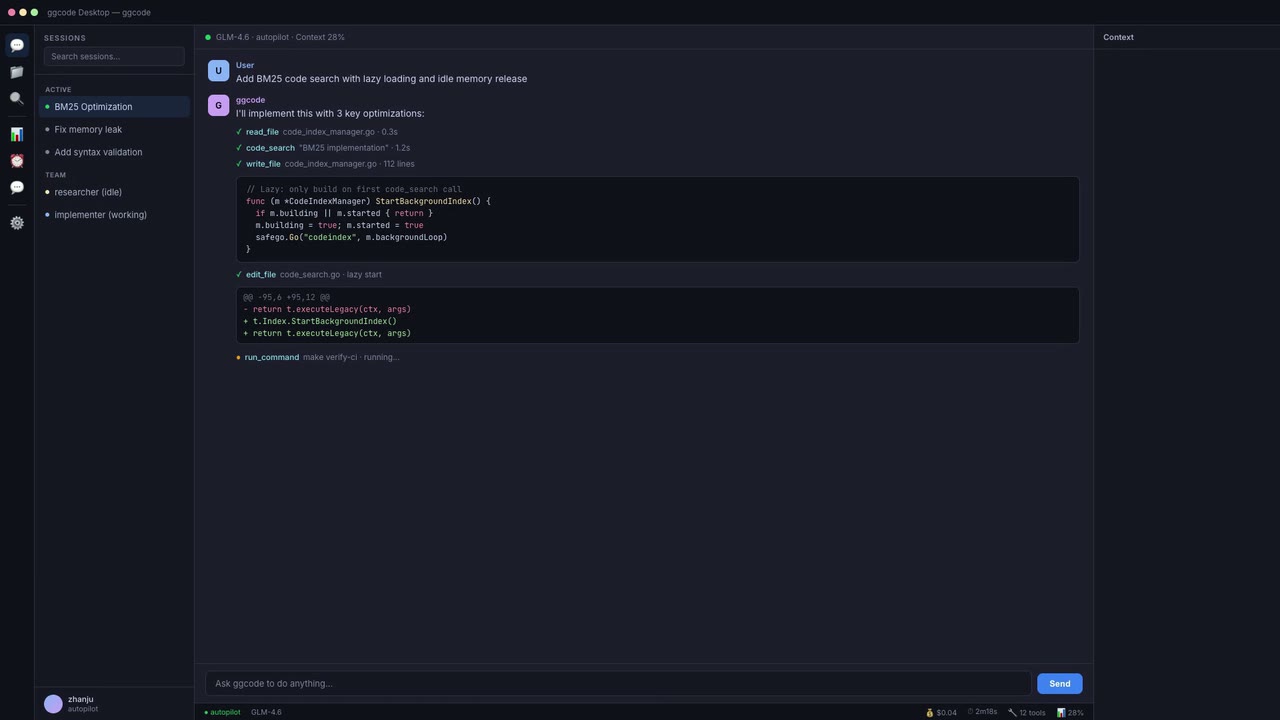 ggcode Desktop — ggcode
SESSIONS
Search sessions...
ACTIVE
BM25 Optimization
Fix memory leak
Add syntax validation
TEAM
researcher (idle)
implementer (working)
zhanju
autopilot
GLM-4.6 · autopilot · Context 28%
U
User
Add BM25 code search with lazy loading and idle memory release
G
ggcode
I'll implement this with 3 key optimizations:
✓ read_file code_index_manager.go · 0.3s
✓ code_search "BM25 implementation" · 1.2s
✓ write_file code_index_manager.go · 112 lines
// Lazy: only build on first code_search call
func (m *CodeIndexManager) StartBackgroundIndex() {
  if m.building || m.started { return }
  m.building = true; m.started = true
  safego.Go("codeindex", m.backgroundLoop)
}
✓ edit_file code_search.go · lazy start
@@ -95,6 +95,12 @@
- return t.executeLegacy(ctx, args)
+ t.Index.StartBackgroundIndex()
+ return t.executeLegacy(ctx, args)
● run_command make verify-ci · running...
Ask ggcode to do anything...
Send
● autopilot GLM-4.6
$0.04 2m18s 12 tools 28%
Context